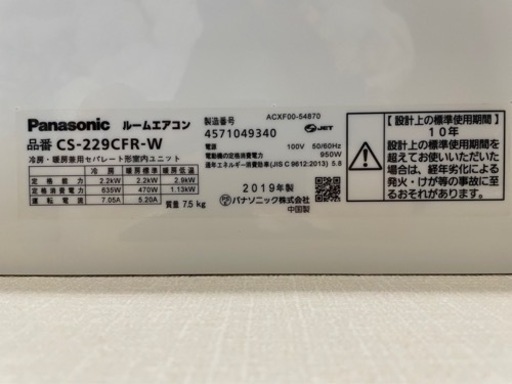 Panasonic ルームエアコン
品番 CS-229CFR-W
冷房・暖房兼用セパレート形室内ユニット
冷房 暖房標準 暖房低温
定格能力 2.2kW 2.2kW 2.9kW
定格消費電力 635W 470W 1.13kW
運転電流 7.05A 5.20A
質量 7.5 kg
ACXF00-54870
製造番号
4571049340
JET
電源 100V 50/60Hz
電動機の定格消費電力 950W
通年エネルギー消費効率(JIS C 9612:2013) 5.8
2019年製
パナソニック株式会社
中国製
[設計上の標準使用期間]
10年
設計上の標準使用期間を
超えてお使いいただいた
場合は、経年劣化による
発火・けが等の事故に至
るおそれがあります。